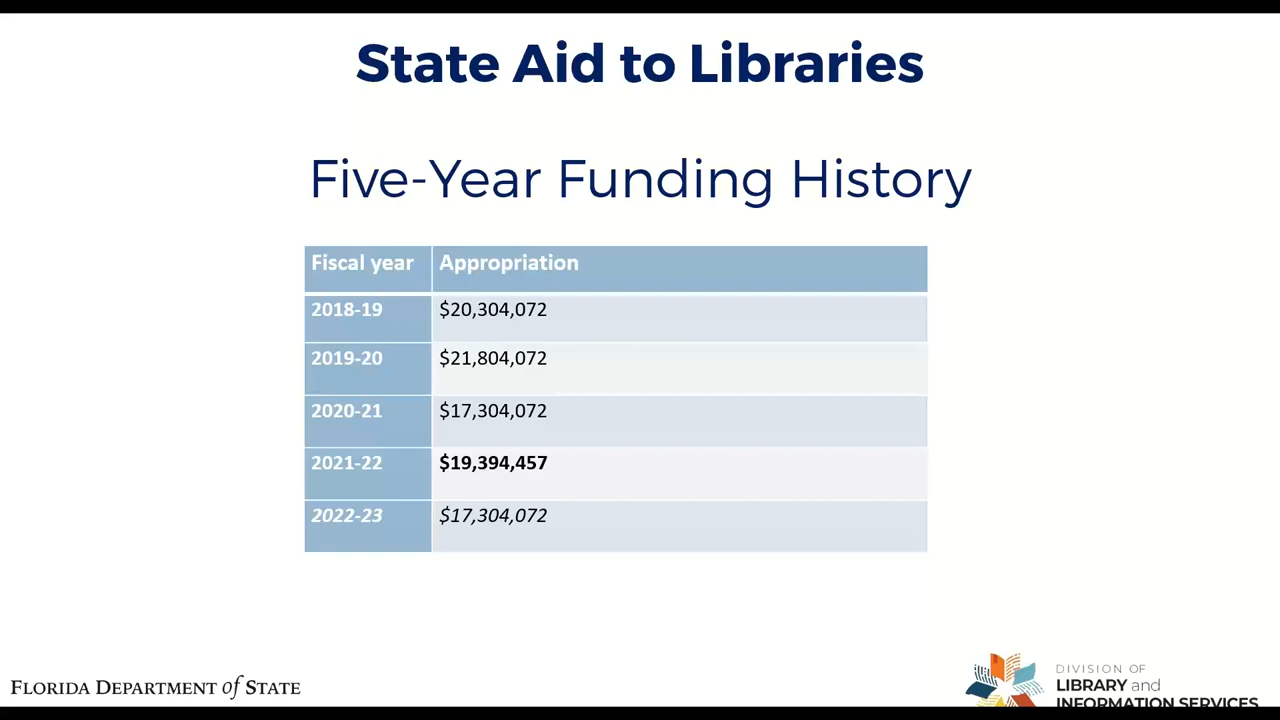 State Aid to Libraries
Five-Year Funding History
Fiscal year Appropriation
2018-19 $20,304,072
2019-20 $21,804,072
2020-21 $17,304,072
2021-22 $19,394,457
2022-23 $17,304,072
FLORIDA DEPARTMENT of STATE
DIVISION OF
LIBRARY and
INFORMATION SERVICES